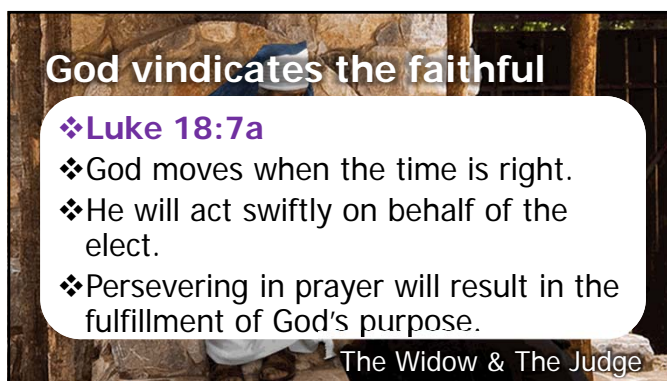 God vindicates the faithful
❖Luke 18:7a
❖God moves when the time is right.
❖He will act swiftly on behalf of the
elect.
❖Persevering in prayer will result in the
fulfillment of God's purpose.
The Widow & The Judge